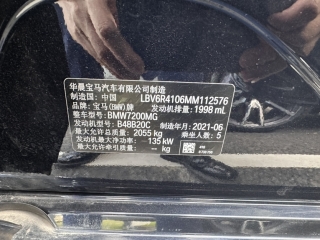 华晨宝马汽车有限公司制造
制造国：中国 LBV6R4106MM112576
品牌：宝马(BMW)牌 发动机排量：1998 mL
整车型号：BMW7200MG
发动机型号：B48B20C 制造年月：2021-06
最大允许总质量：2055 kg 乘坐人数：5
发动机最大净功率：135 kW
最大允许牵引质量：--- kg